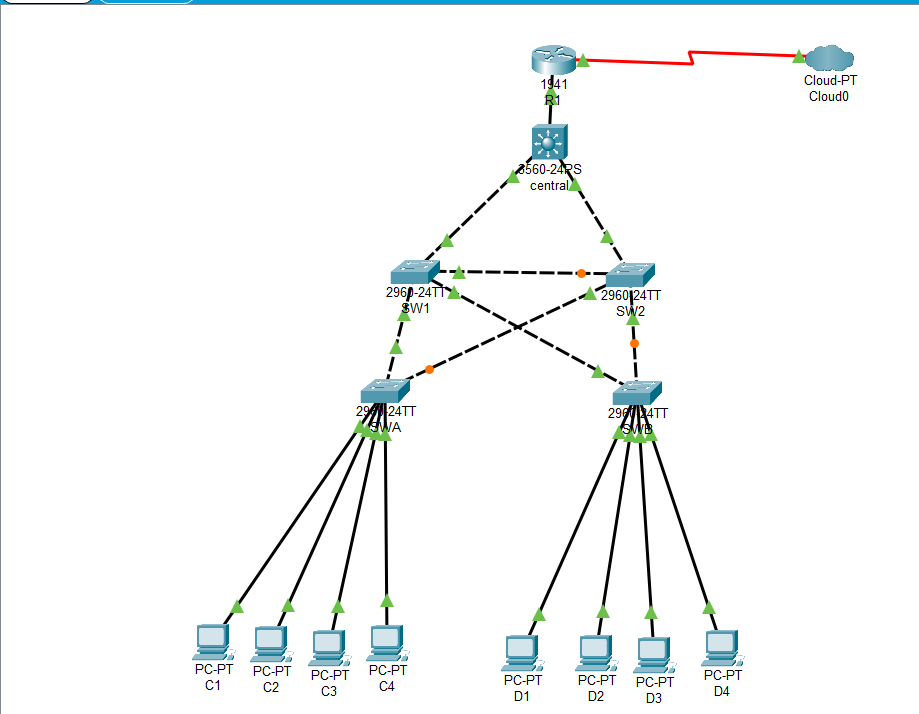 1941
R1
Cloud-PT
Cloud0
3560-24PS
central
2960-24TT
SW1
2960-24TT
SW2
2960-24TT
SWA
2960-24TT
SWB
PC-PT
C1
PC-PT
C2
PC-PT
C3
PC-PT
C4
PC-PT
D1
PC-PT
D2
PC-PT
D3
PC-PT
D4